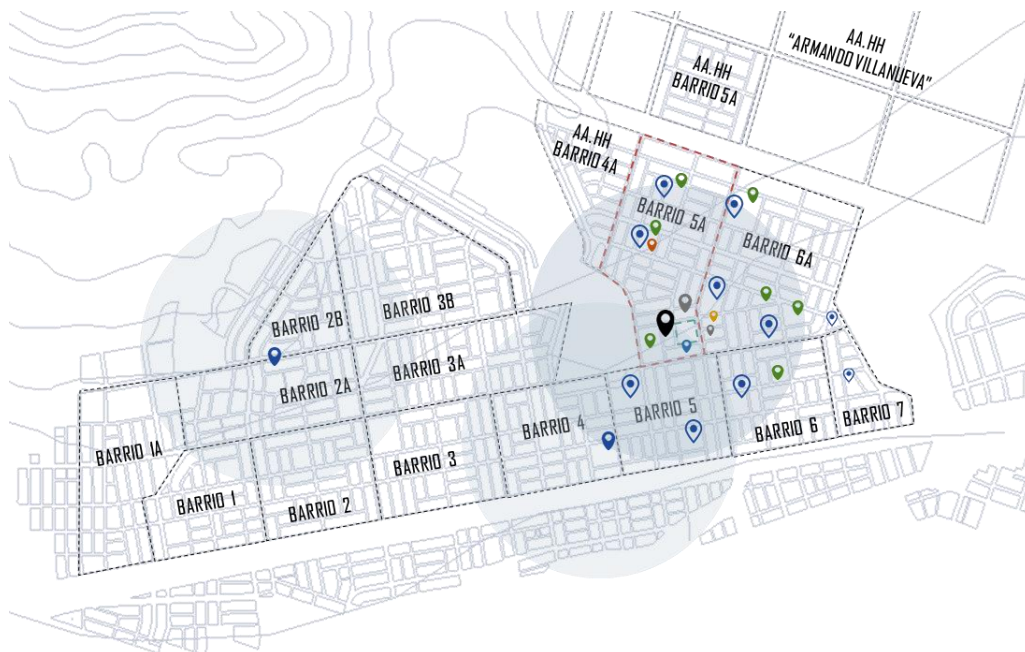 AA. HH
"ARMANDO VILLANUEVA"
AA. HH
BARRIO 5A
AA. HH
BARRIO 4A
BARRIO 5A
BARRIO 6A
BARRIO 3B
BARRIO 2B
BARRIO 3A
BARRIO 2A
BARRIO 1A
BARRIO 1
BARRIO 2
BARRIO 3
BARRIO 4
BARRIO 5
BARRIO 6
BARRIO 7